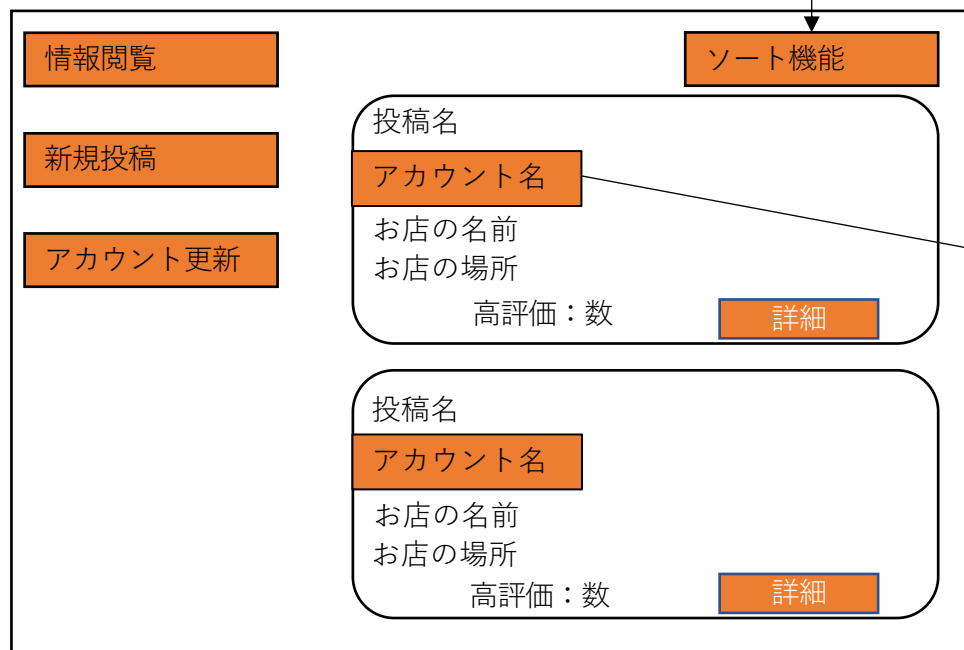 情報閲覧
ソート機能
新規投稿
アカウント更新
投稿名
アカウント名
お店の名前
お店の場所
高評価：数
詳細
投稿名
アカウント名
お店の名前
お店の場所
高評価：数
詳細